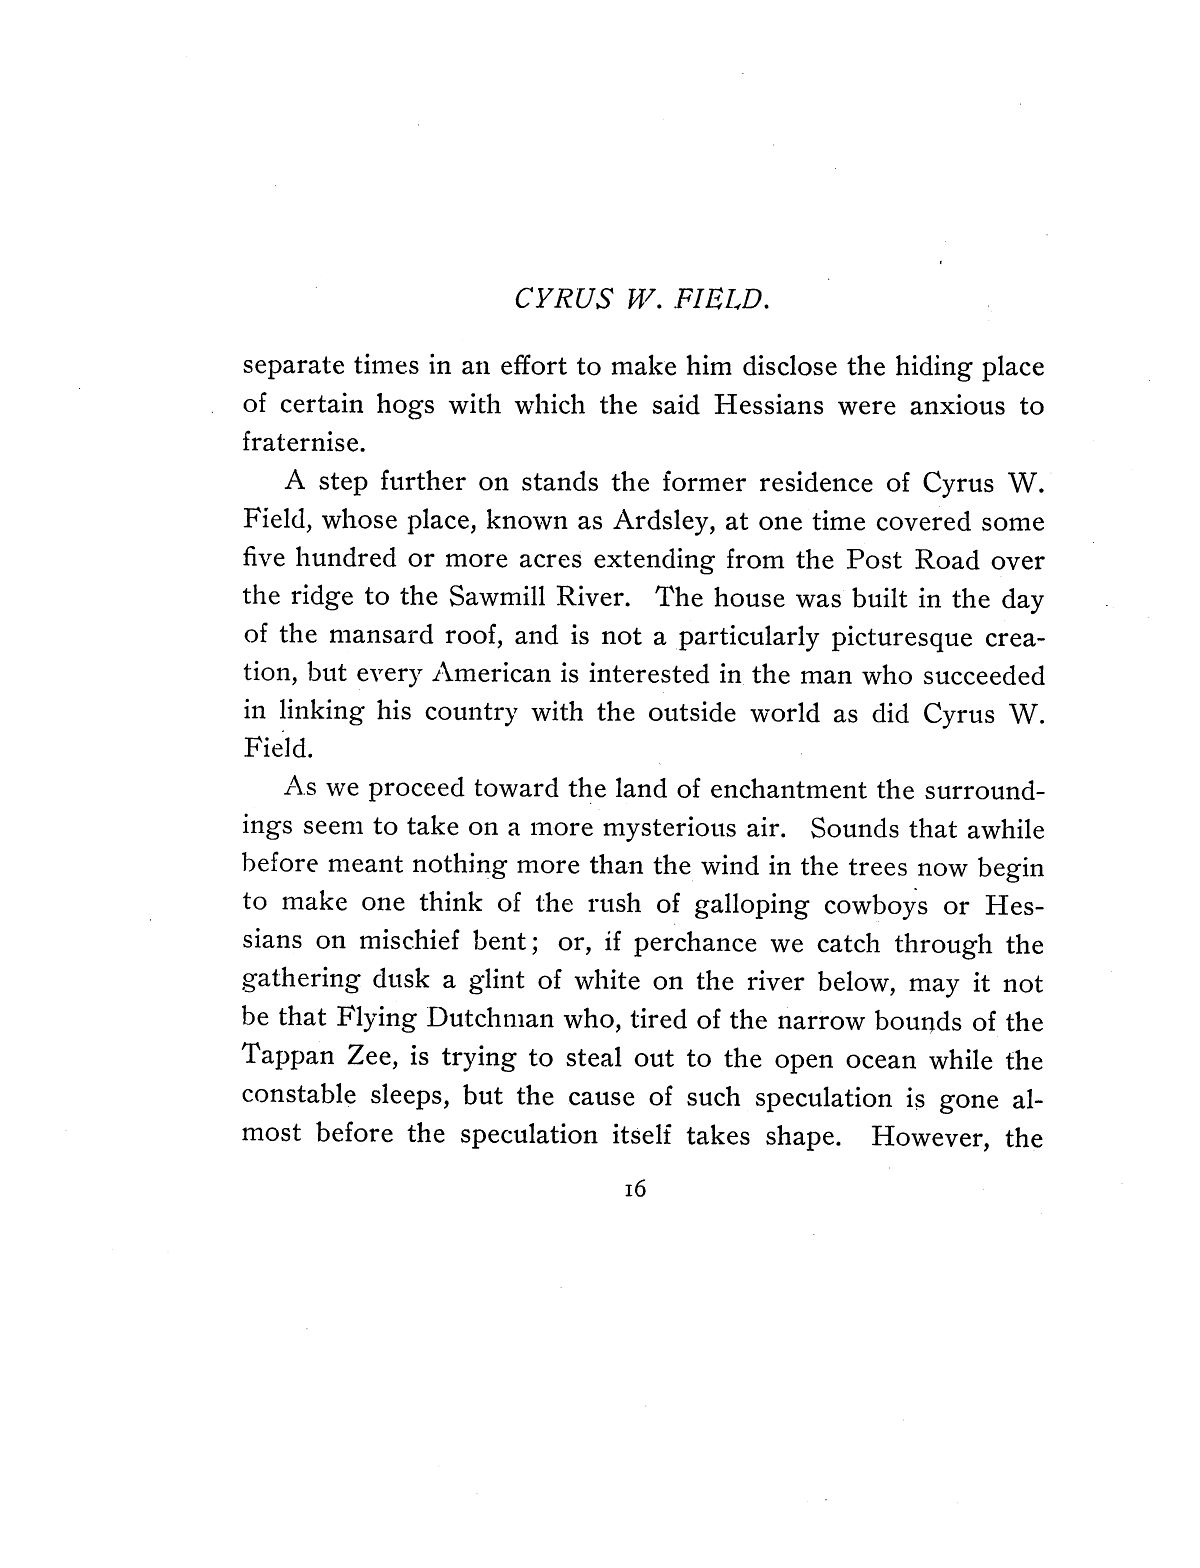 CYRUS W. FIELD.
separate times in an effort to make him disclose the hiding place
of certain hogs with which the said Hessians were anxious to
fraternise.
A step further on stands the former residence of Cyrus W.
Field, whose place, known as Ardsley, at one time covered some
five hundred or more acres extending from the Post Road over
the ridge to the Sawmill River. The house was built in the day
of the mansard roof, and is not a particularly picturesque crea-
tion, but every American is interested in the man who succeeded
in linking his country with the outside world as did Cyrus W.
Field.
As we proceed toward the land of enchantment the surround-
ings seem to take on a more mysterious air. Sounds that awhile
before meant nothing more than the wind in the trees now begin
to make one think of the rush of galloping cowboys or Hes-
sians on mischief bent; or, if perchance we catch through the
gathering dusk a glint of white on the river below, may it not
be that Flying Dutchman who, tired of the narrow bounds of the
Tappan Zee, is trying to steal out to the open ocean while the
constable sleeps, but the cause of such speculation is gone al-
most before the speculation itself takes shape. However, the
16